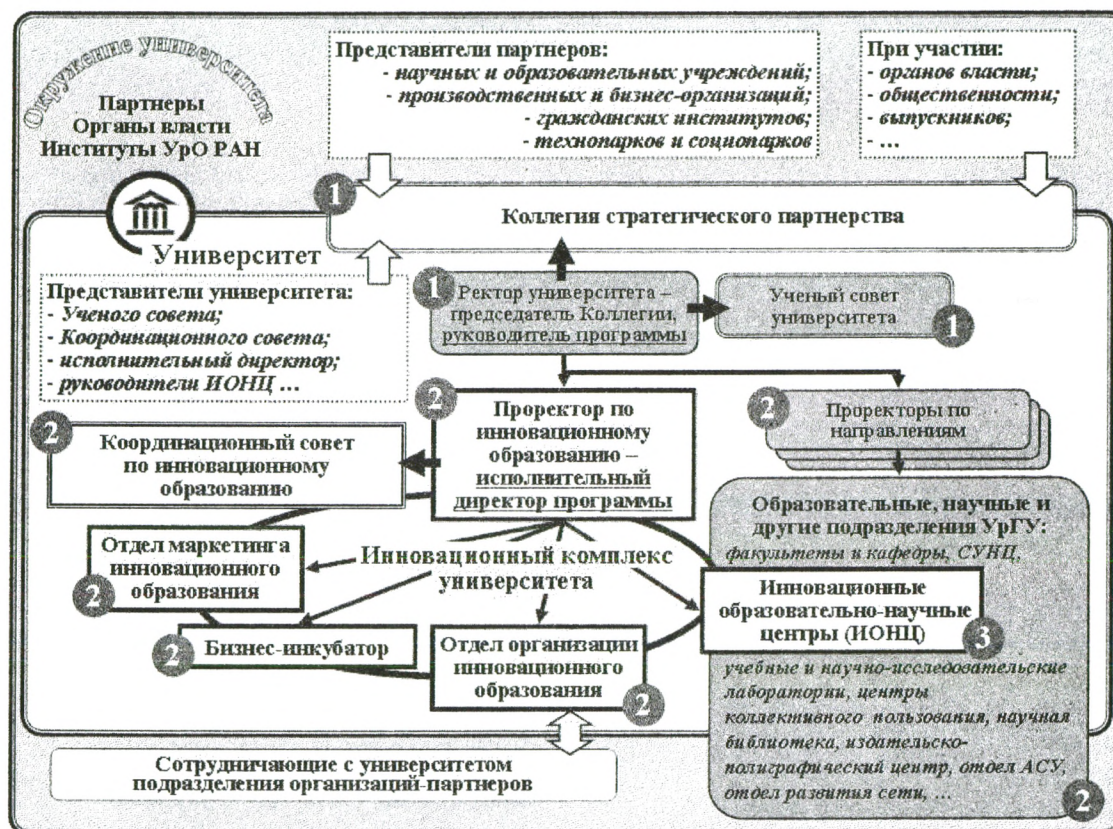 Окружение университета
Партнеры
Органы власти
Институты УрО РАН
Представители партнеров:
- научных и образовательных учреждений;
- производственных и бизнес-организаций;
- гражданских институтов;
- технопарков и социопарков
При участии:
- органов власти;
- общественности;
- выпускников;
- ...
1
Коллегия стратегического партнерства
Университет
Представители университета:
- Ученого совета;
- Координационного совета;
- исполнительный директор;
- руководители ИОНЦ ...
1
Ректор университета –
председатель Коллегии,
руководитель программы
Ученый совет
университета
1
2
Проректор по
инновационному
образованию –
исполнительный
директор программы
2
Проректоры по
направлениям
2
Координационный совет
по инновационному
образованию
Образовательные, научные и
другие подразделения УрГУ:
факультеты и кафедры, СУНЦ,
Отдел маркетинга
инновационного
образования
2
Инновационный комплекс
университета
Инновационные
образовательно-научные
центры (ИОНЦ)
3
Бизнес-инкубатор
2
Отдел организации
инновационного
образования
2
учебные и научно-исследовательские
лаборатории, центры
коллективного пользования, научная
библиотека, издательско-
полиграфический центр, отдел АСУ,
отдел развития сети, ...
2
Сотрудничающие с университетом
подразделения организаций-партнеров